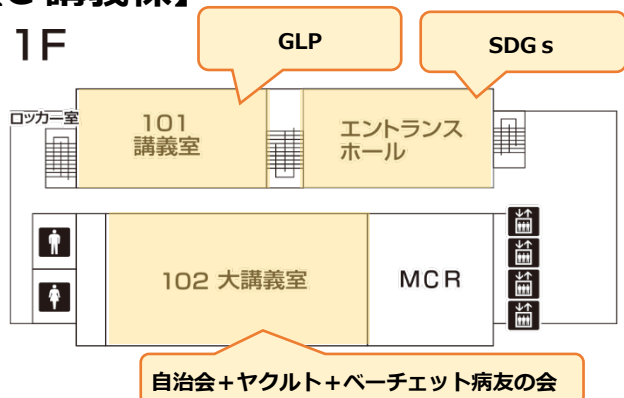 講義棟】
1F
GLP
SDGｓ
ロッカー室
101
講義室
エントランス
ホール
102 大講義室
MCR
自治会＋ヤクルト＋ベーチェット病友の会